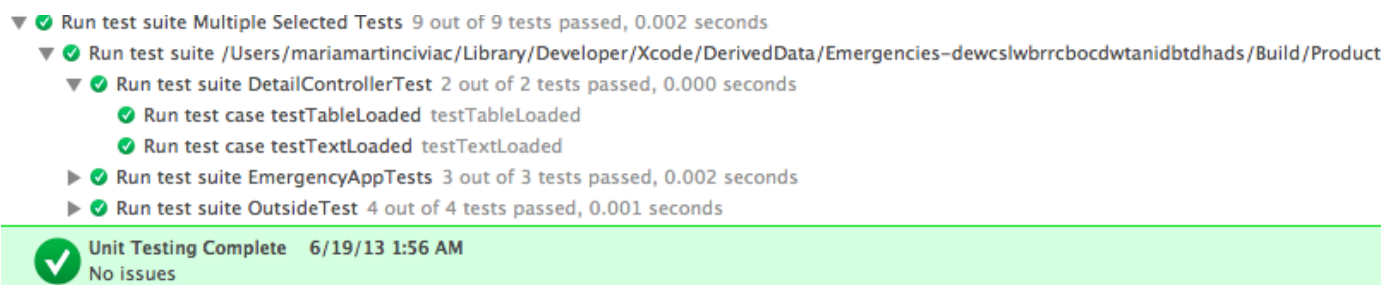 Run test suite Multiple Selected Tests 9 out of 9 tests passed, 0.002 seconds
Run test suite /Users/mariamartinciviac/Library/Developer/Xcode/DerivedData/Emergencies-dewcslwbrrcbocdwtanidbtdhads/Build/Product
Run test suite DetailControllerTest 2 out of 2 tests passed, 0.000 seconds
Run test case testTableLoaded testTableLoaded
Run test case testTextLoaded testTextLoaded
Run test suite EmergencyAppTests 3 out of 3 tests passed, 0.002 seconds
Run test suite OutsideTest 4 out of 4 tests passed, 0.001 seconds
Unit Testing Complete 6/19/13 1:56 AM
No issues